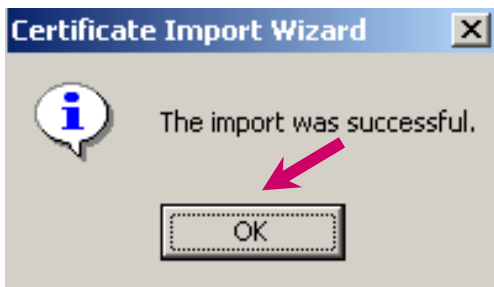 Certificate Import Wizard
The import was successful.
OK